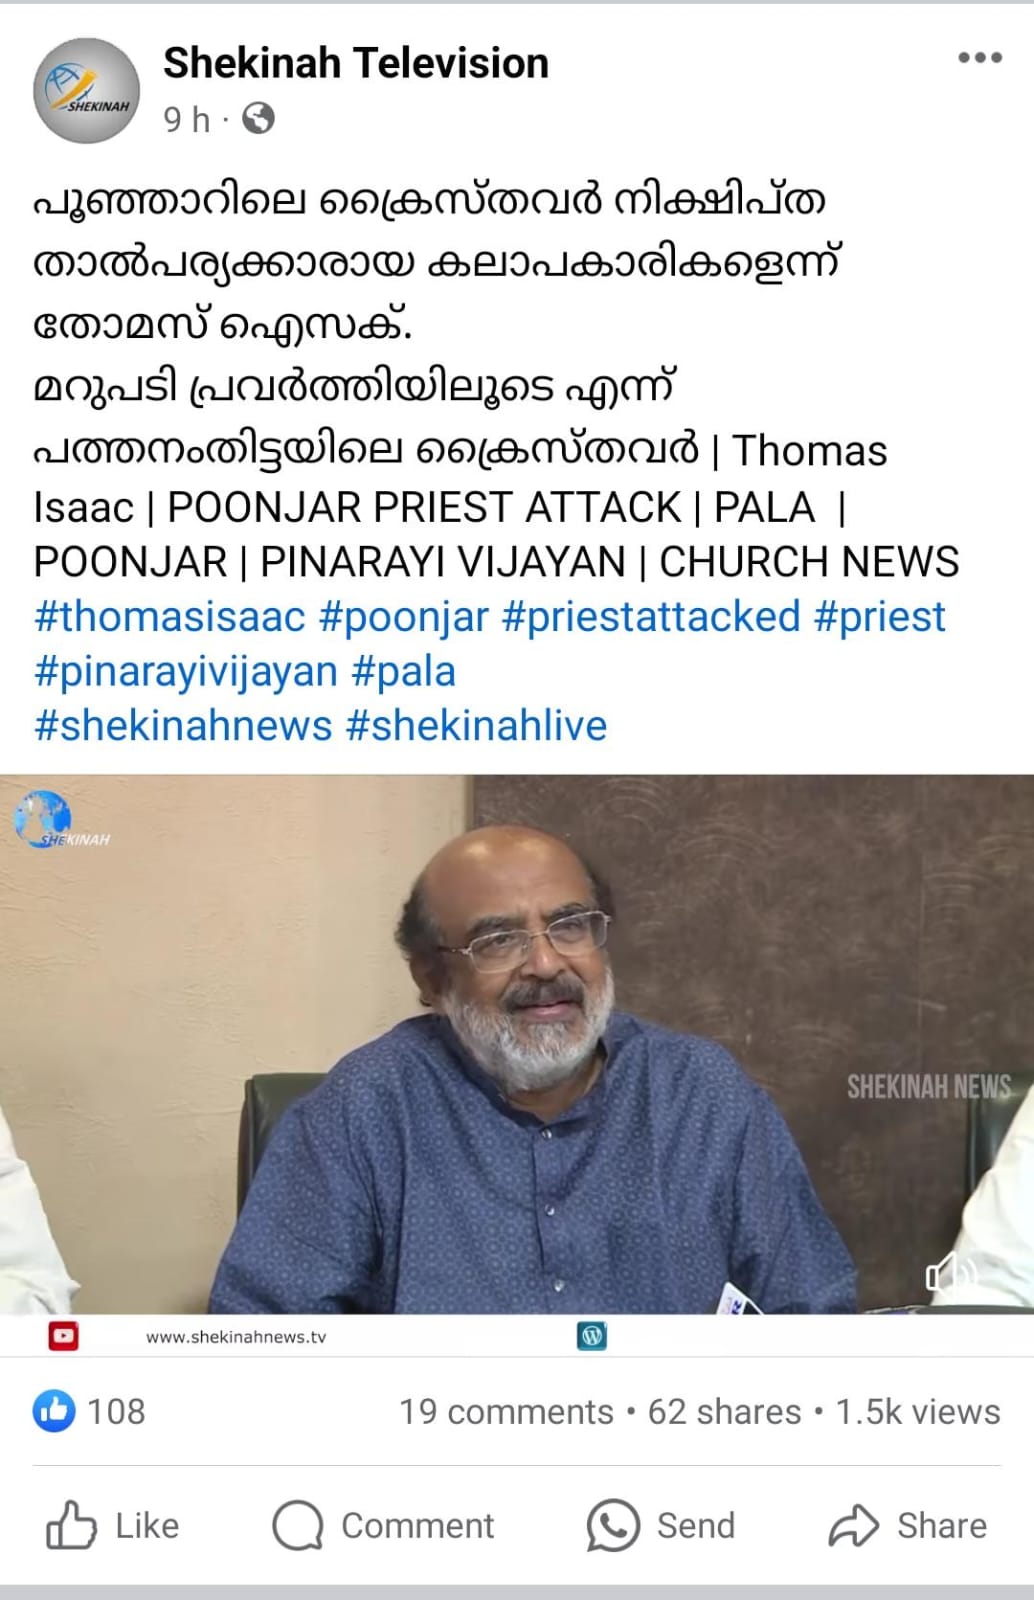 Shekinah Television
9 h ·
SHEKINAH
പൂഞ്ഞാറിലെ ക്രൈസ്തവർ നിക്ഷിപ്ത
താൽപര്യക്കാരായ കലാപകാരികളെന്ന്
തോമസ് ഐസക്.
മറുപടി പ്രവർത്തിയിലൂടെ എന്ന്
പത്തനംതിട്ടയിലെ ക്രൈസ്തവർ | Thomas
Isaac | POONJAR PRIEST ATTACK | PALA |
POONJAR | PINARAYI VIJAYAN | CHURCH NEWS
#thomasisaac #poonjar #priestattacked #priest
#pinarayivijayan #pala
#shekinahnews #shekinahlive
SHEKINAH
SHEKINAH NEWS
www.shekinahnews.tv
108
19 comments • 62 shares • 1.5k views
Like Comment Send Share